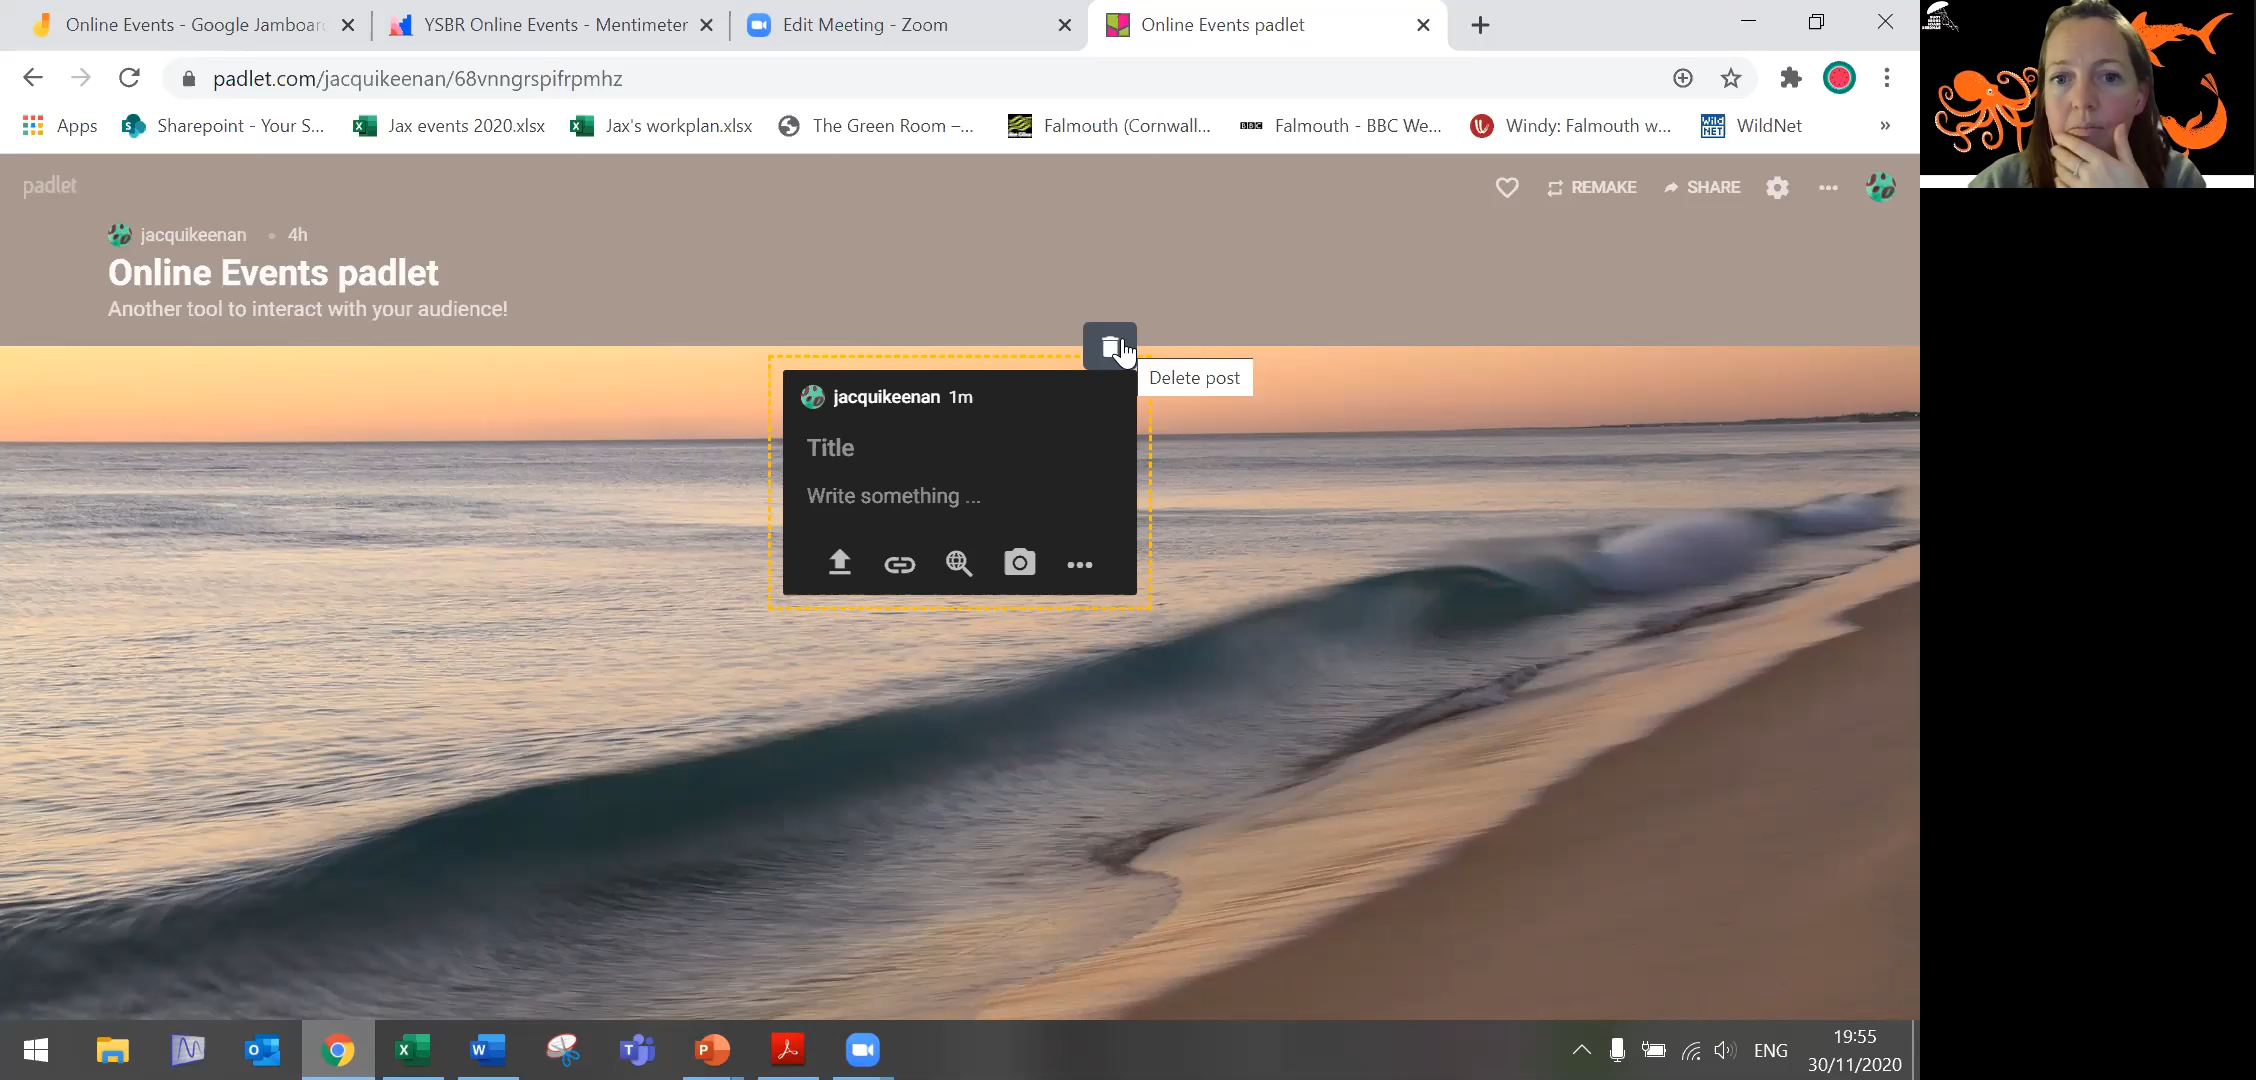 Online Events - Google Jamboar
YSBR Online Events - Mentimeter
Edit Meeting - Zoom
Online Events padlet
padlet.com/jacquikeenan/68vnngrspifrpmhz
Apps
Sharepoint - Your S...
Jax events 2020.xlsx
Jax's workplan.xlsx
The Green Room –...
Falmouth (Cornwall...
BBC
Falmouth - BBC We...
Windy: Falmouth w...
Wild NET
WildNet
»
padlet
REMAKE
SHARE
jacquikeenan • 4h
Online Events padlet
Another tool to interact with your audience!
Delete post
jacquikeenan 1m
Title
Write something ...
ENG
19:55
30/11/2020